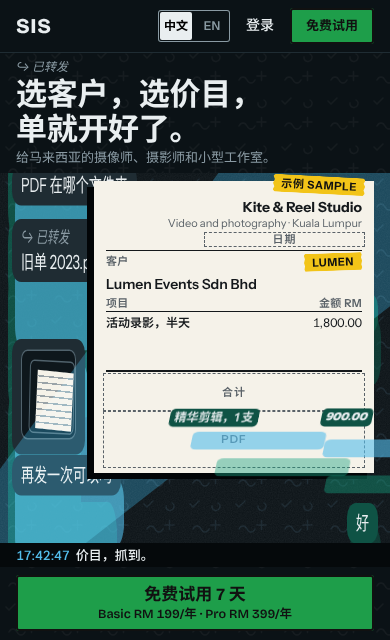 SIS
中文
EN
登录
免费试用
已转发
选客户，选价目，
单就开好了。
给马来西亚的摄像师、摄影师和小型工作室。
PDF 在哪个文件夹
示例 SAMPLE
Kite & Reel Studio
Video and photography · Kuala Lumpur
日期
已转发
旧单 2023.p
客户
LUMEN
Lumen Events Sdn Bhd
项目
金额 RM
活动录影，半天
1,800.00
合计
精华剪辑，1支
900.00
PDF
再发一次可以吗
好
17:42:47 价目，抓到。
免费试用 7 天
Basic RM 199/年 · Pro RM 399/年